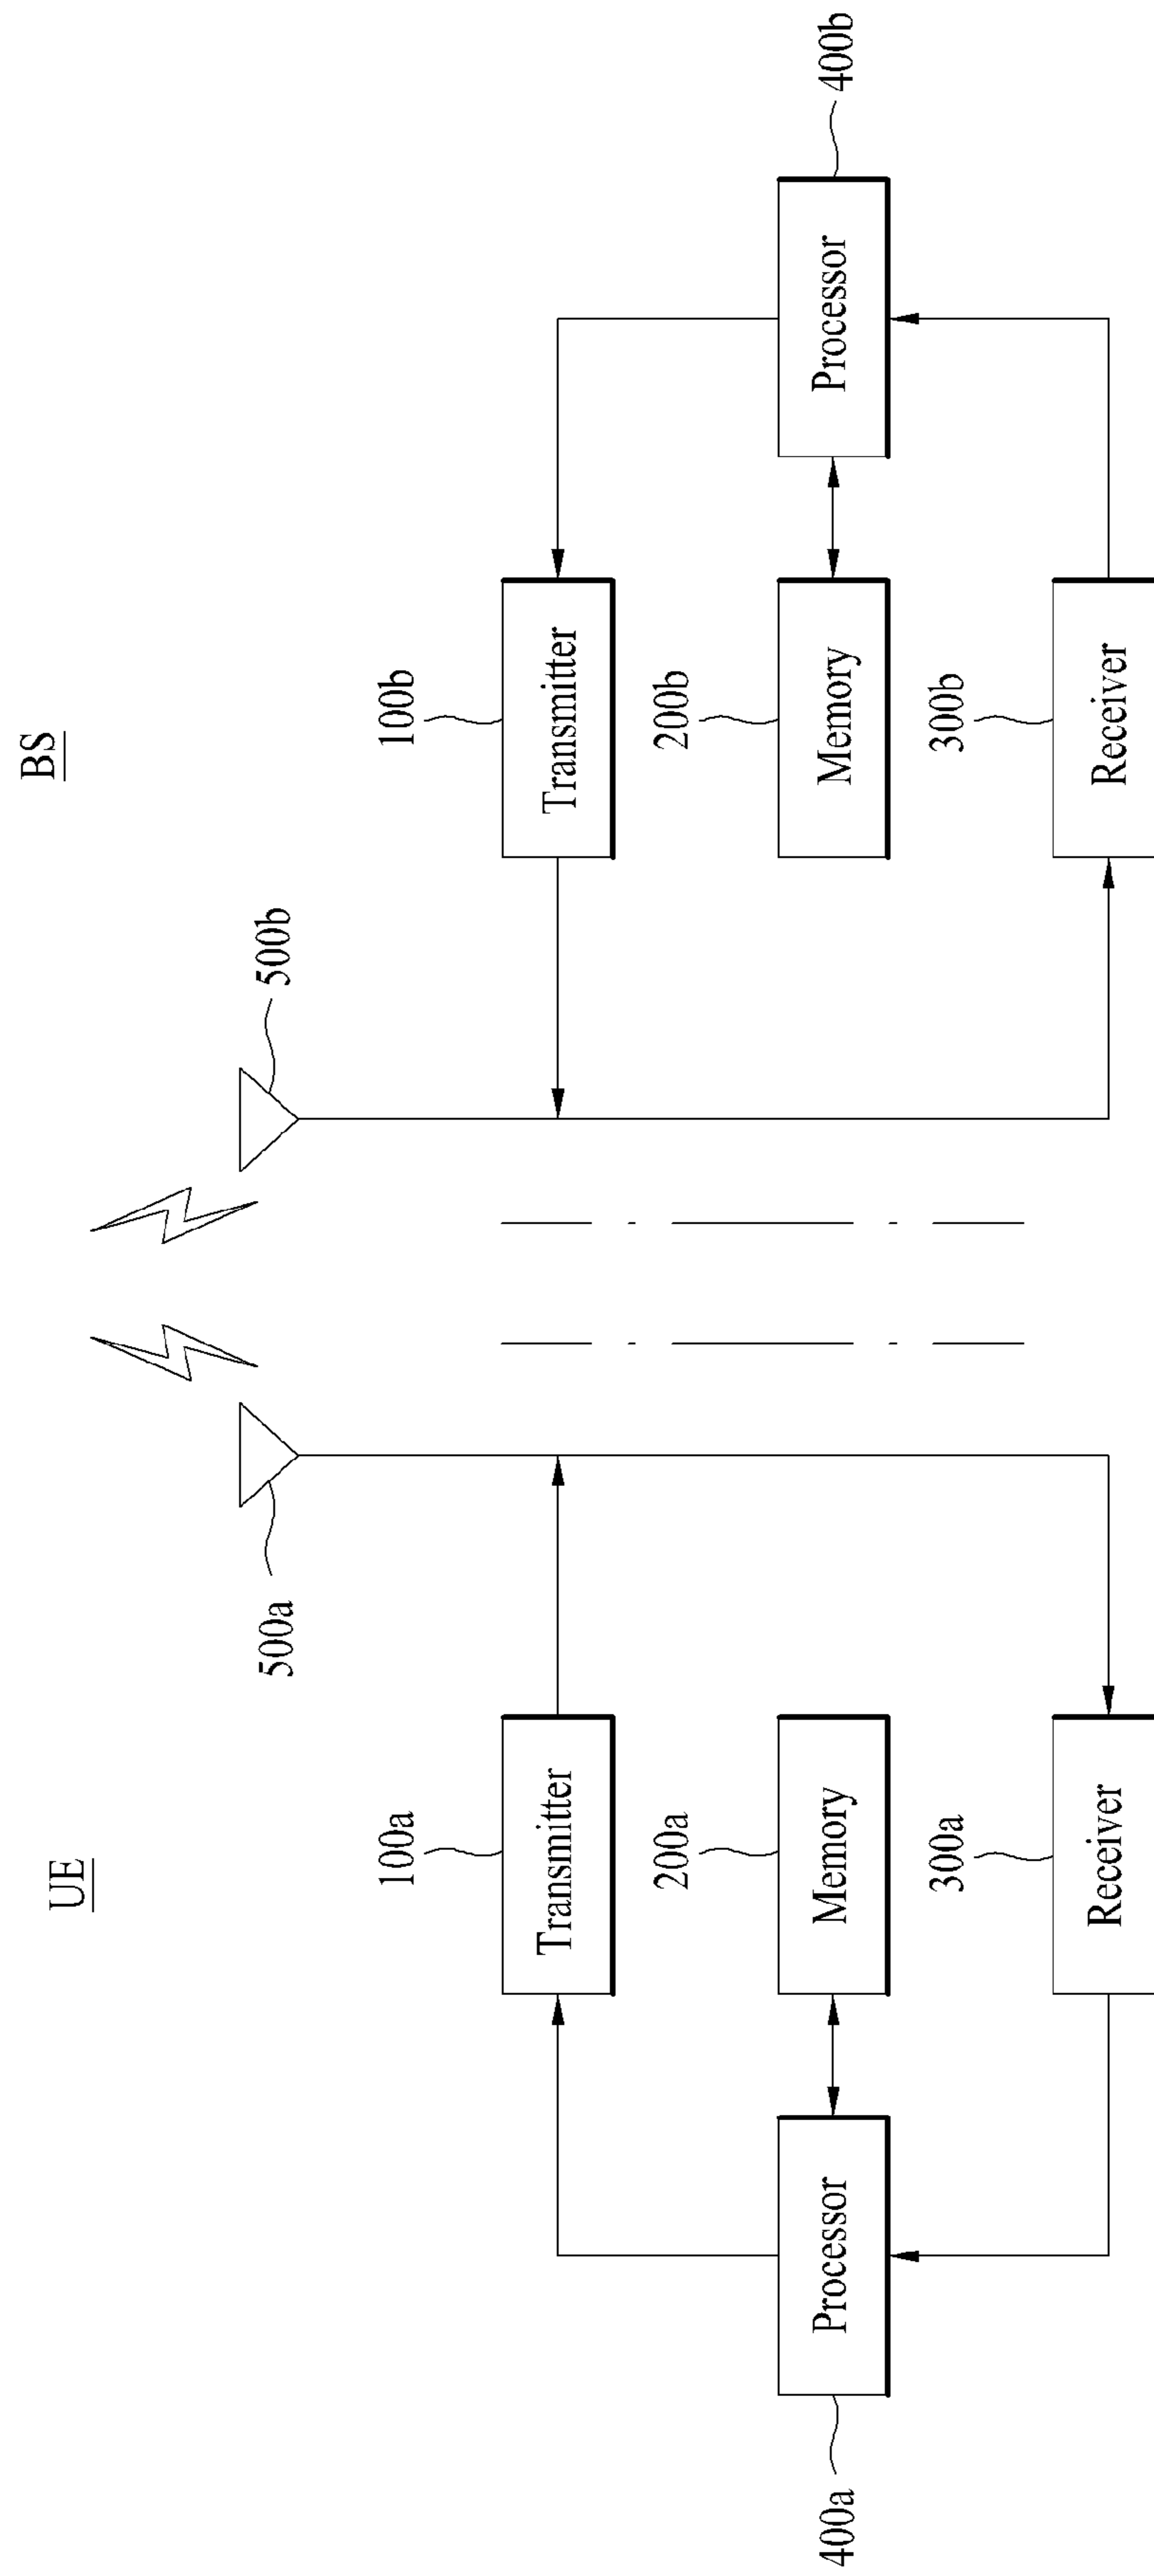 UE
BS
500a
500b
100a
Transmitter
100b
Transmitter
400a
Processor
200a
Memory
200b
Memory
Processor
400b
300a
Receiver
300b
Receiver